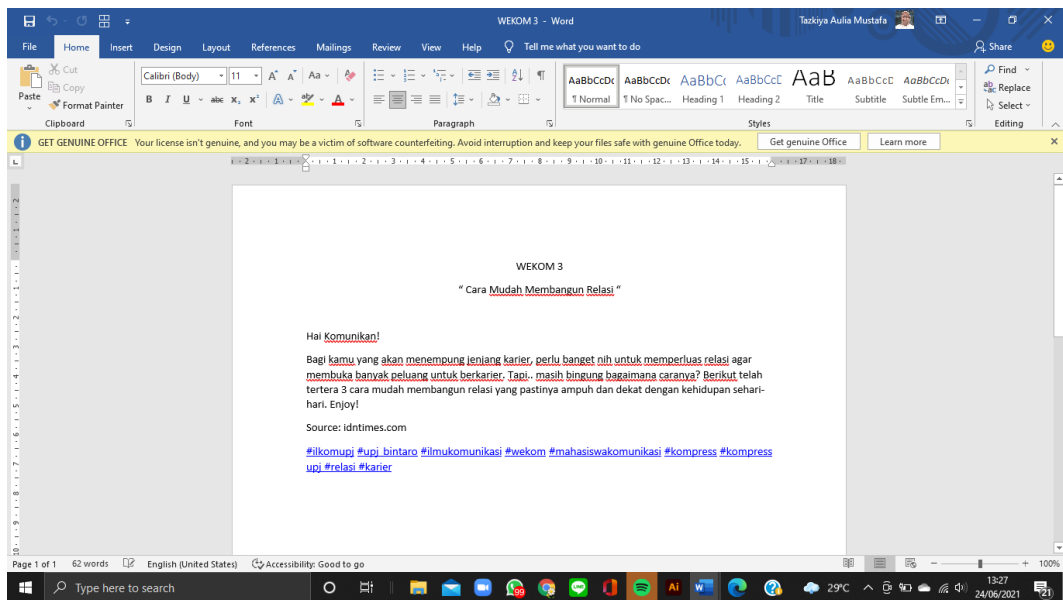 WEKOM 3 - Word
Tazkiya Aulia Mustafa
File Home Insert Design Layout References Mailings Review View Help Tell me what you want to do Share
Paste
Cut
Copy
Format Painter
Clipboard
Calibri (Body) 11
Font
Paragraph
AaBbCcDc AaBbCcDc AaBbCc AaBbCcE AaB AaBbCcD AaBbCcDc
¶ Normal ¶ No Spac... Heading 1 Heading 2 Title Subtitle Subtle Em...
Styles
Find
Replace
Select
Editing
GET GENUINE OFFICE Your license isn't genuine, and you may be a victim of software counterfeiting. Avoid interruption and keep your files safe with genuine Office today. Get genuine Office Learn more
WEKOM 3
“ Cara Mudah Membangun Relasi “
Hai Komunikan!
Bagi kamu yang akan menempung jenjang karier, perlu banget nih untuk memperluas relasi agar
membuka banyak peluang untuk berkarier. Tapi.. masih bingung bagaimana caranya? Berikut telah
tertera 3 cara mudah membangun relasi yang pastinya ampuh dan dekat dengan kehidupan sehari-
hari. Enjoy!
Source: idntimes.com
#ilkomupj #upj_bintaro #ilmukomunikasi #wekom #mahasiswakomunikasi #kompress #kompress
upj #relasi #karier
Page 1 of 1 62 words English (United States) Accessibility: Good to go 100%
Type here to search
29°C
13:27
24/06/2021